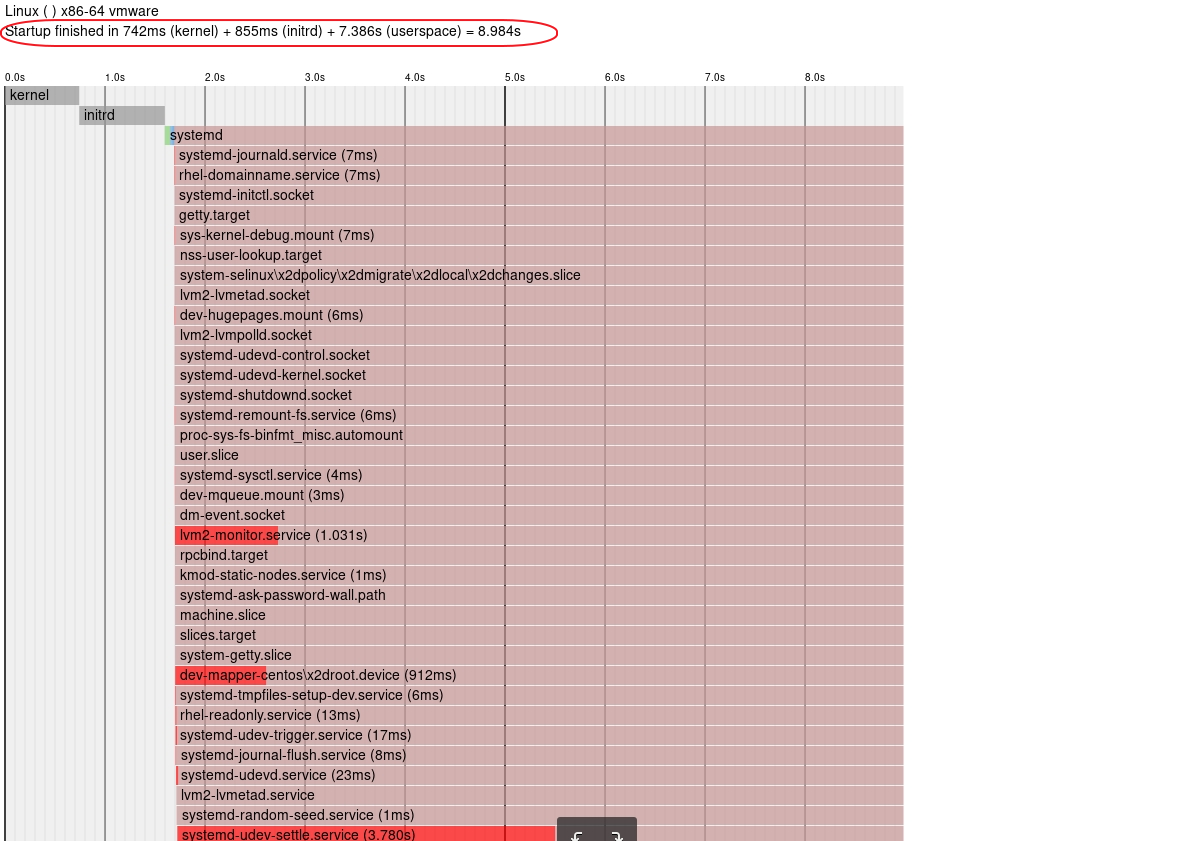 Linux ( ) x86-64 vmware
Startup finished in 742ms (kernel) + 855ms (initrd) + 7.386s (userspace) = 8.984s
0.0s 1.0s 2.0s 3.0s 4.0s 5.0s 6.0s 7.0s 8.0s
kernel
initrd
systemd
systemd-journald.service (7ms)
rhel-domainname.service (7ms)
systemd-initctl.socket
getty.target
sys-kernel-debug.mount (7ms)
nss-user-lookup.target
system-selinux\x2dpolicy\x2dmigrate\x2dlocal\x2dchanges.slice
lvm2-lvmetad.socket
dev-hugepages.mount (6ms)
lvm2-lvmpolld.socket
systemd-udevd-control.socket
systemd-udevd-kernel.socket
systemd-shutdownd.socket
systemd-remount-fs.service (6ms)
proc-sys-fs-binfmt_misc.automount
user.slice
systemd-sysctl.service (4ms)
dev-mqueue.mount (3ms)
dm-event.socket
lvm2-monitor.service (1.031s)
rpcbind.target
kmod-static-nodes.service (1ms)
systemd-ask-password-wall.path
machine.slice
slices.target
system-getty.slice
dev-mapper-centos\x2droot.device (912ms)
systemd-tmpfiles-setup-dev.service (6ms)
rhel-readonly.service (13ms)
systemd-udev-trigger.service (17ms)
systemd-journal-flush.service (8ms)
systemd-udevd.service (23ms)
lvm2-lvmetad.service
systemd-random-seed.service (1ms)
systemd-udev-settle.service (3.780s)